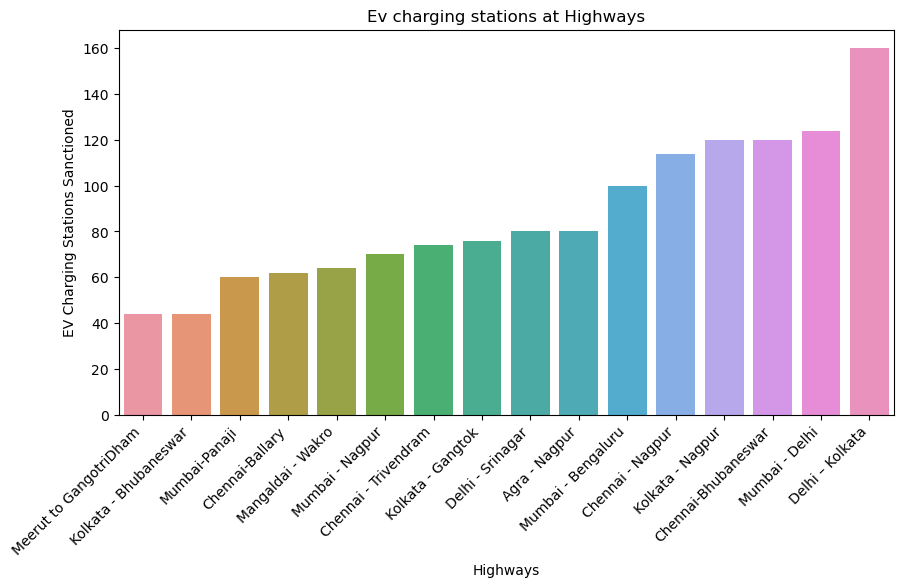 Ev charging stations at Highways
EV Charging Stations Sanctioned
160
140
120
100
80
60
40
20
0
Meerut to GangotriDham
Kolkata - Bhubaneswar
Mumbai-Panaji
Chennai-Ballary
Mangaldai - Wakro
Mumbai - Nagpur
Chennai - Trivendram
Kolkata - Gangtok
Delhi - Srinagar
Agra - Nagpur
Mumbai - Bengaluru
Chennai - Nagpur
Kolkata - Nagpur
Chennai-Bhubaneswar
Mumbai - Delhi
Delhi – Kolkata
Highways